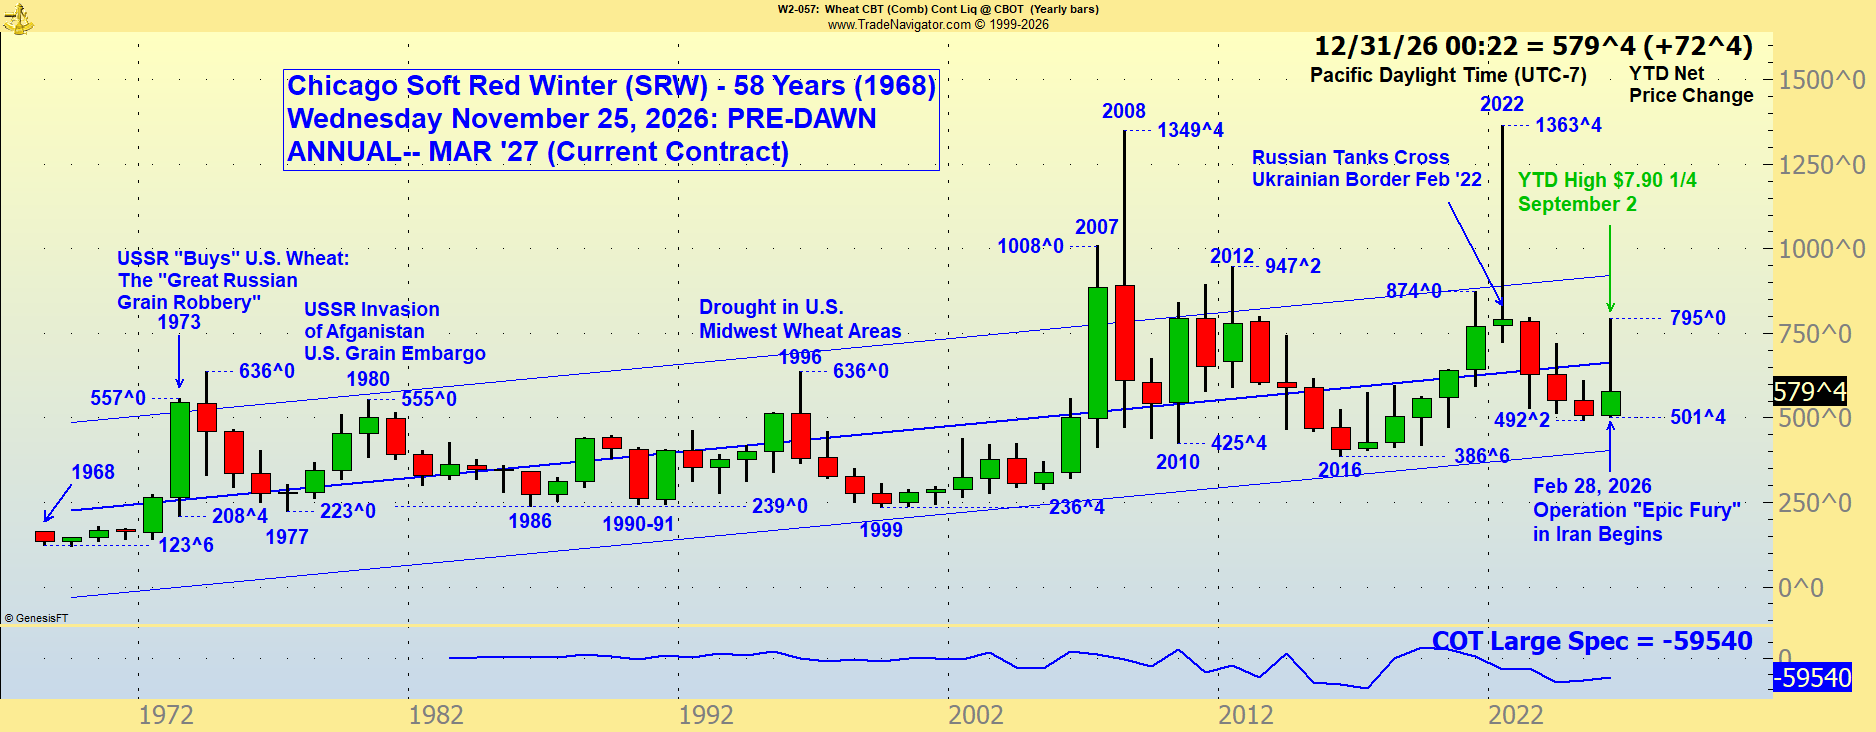 W2-057: Wheat CBT (Comb) Cont Liq @ CBOT (Yearly bars)
www.TradeNavigator.com © 1999-2026
12/31/26 00:22 = 579^4 (+72^4)
Pacific Daylight Time (UTC-7)
YTD Net
Price Change
Chicago Soft Red Winter (SRW) - 58 Years (1968)
Wednesday November 25, 2026: PRE-DAWN
ANNUAL-- MAR '27 (Current Contract)
2008
1349^4
2022
1363^4
Russian Tanks Cross
Ukrainian Border Feb '22
YTD High $7.90 1/4
September 2
2007
1008^0
2012
947^2
874^0
795^0
USSR "Buys" U.S. Wheat:
The "Great Russian
Grain Robbery"
1973
USSR Invasion
of Afganistan
U.S. Grain Embargo
1980
Drought in U.S.
Midwest Wheat Areas
1996
557^0
636^0
555^0
636^0
492^2
501^4
425^4
2010
2016
386^6
1968
208^4
123^6
223^0
1977
1986
1990-91
239^0
1999
236^4
Feb 28, 2026
Operation "Epic Fury"
in Iran Begins
1500^0
1250^0
1000^0
750^0
579^4
500^0
250^0
0^0
© GenesisFT
COT Large Spec = -59540
0
-59540
1972
1982
1992
2002
2012
2022